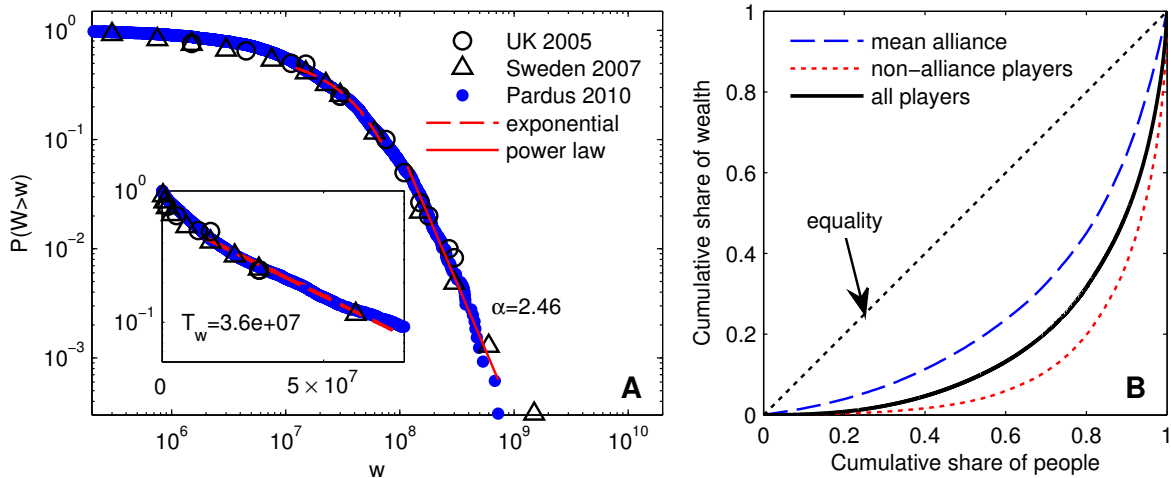 10^0
10^-1
10^-2
10^-3
P(W>w)
10^6
10^7
10^8
10^9
10^10
w
UK 2005
Sweden 2007
Pardus 2010
exponential
power law
10^0
10^-1
T_w=3.6e+07
0
5 × 10^7
α=2.46
A
1
0.8
0.6
0.4
0.2
0
Cumulative share of wealth
mean alliance
non−alliance players
all players
equality
B
0
0.2
0.4
0.6
0.8
1
Cumulative share of people